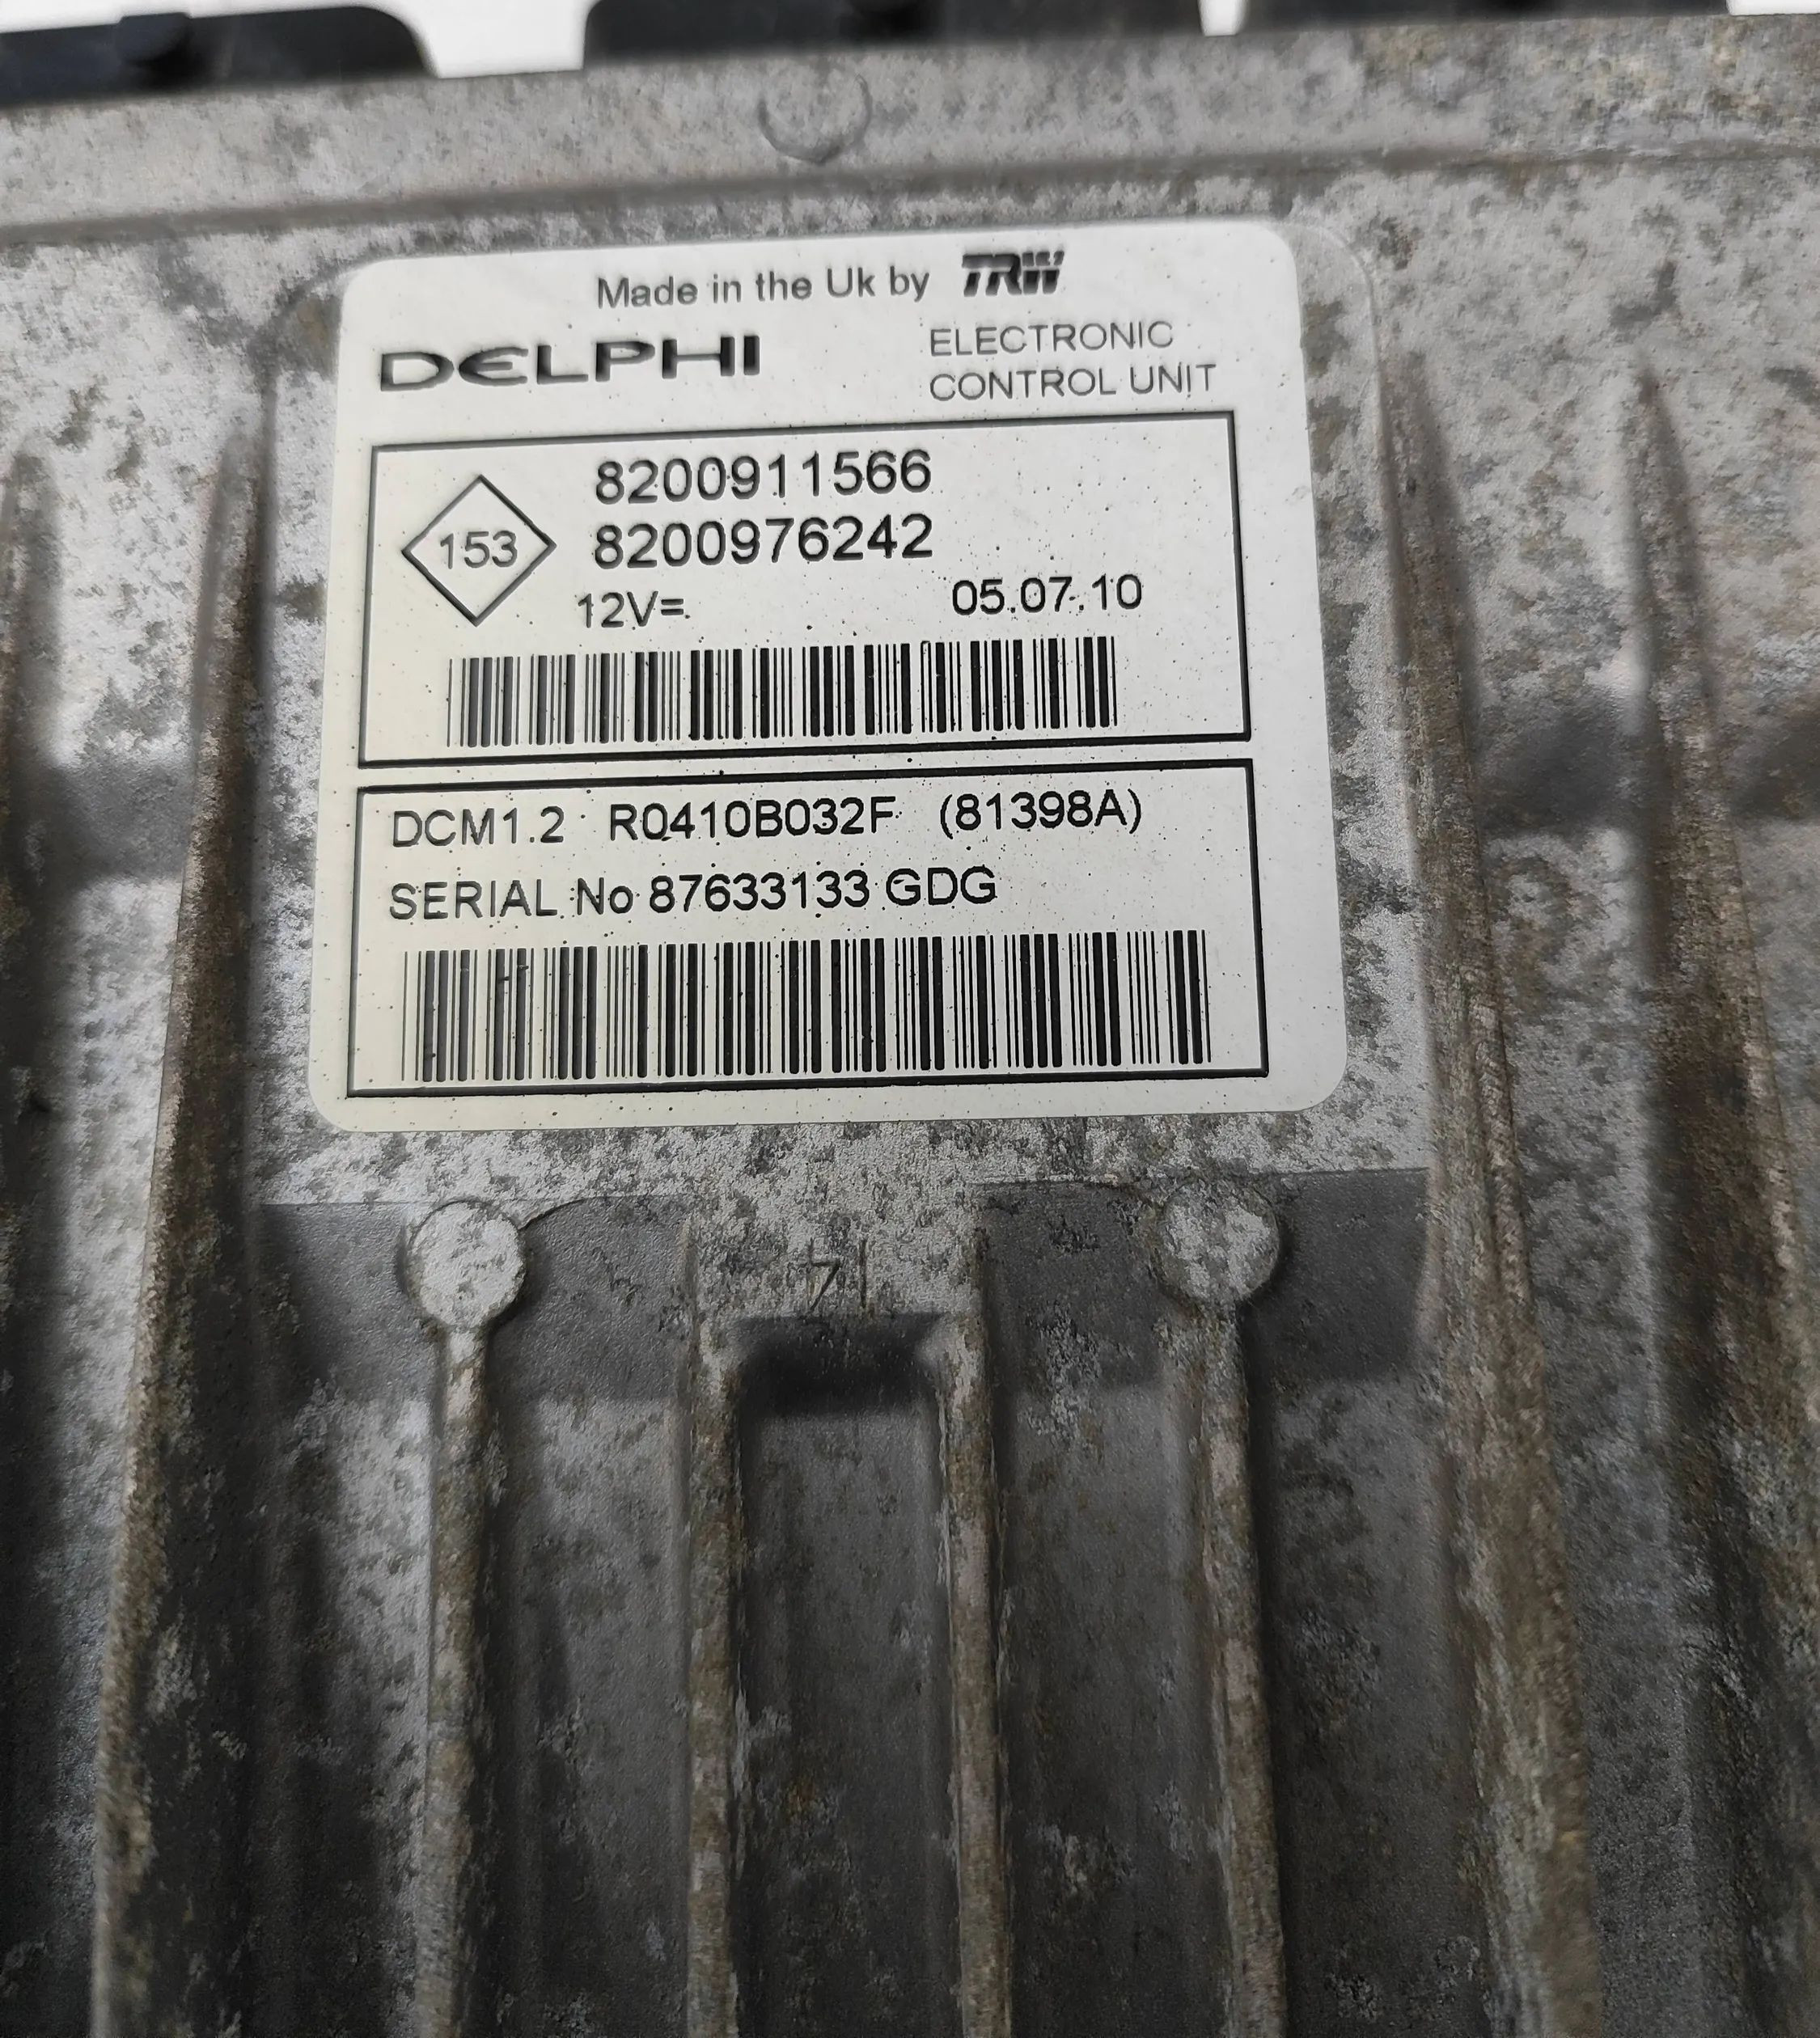 Made in the Uk by TRW
DELPHI
ELECTRONIC
CONTROL UNIT
153
8200911566
8200976242
12V=
05.07.10
DCM1.2 R0410B032F (81398A)
SERIAL No 87633133 GDG